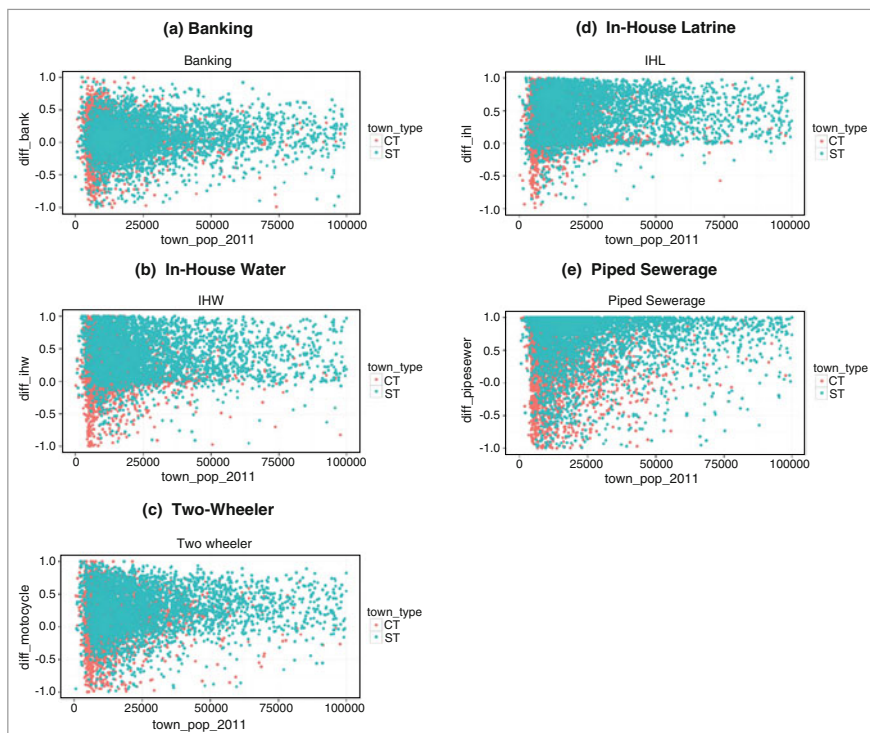 (a) Banking
Banking
1.0
0.5
0.0
-0.5
-1.0
diff_bank
0 25000 50000 75000 100000
town_pop_2011
town_type
CT
ST
(b) In-House Water
IHW
1.0
0.5
0.0
-0.5
-1.0
diff_ihw
0 25000 50000 75000 100000
town_pop_2011
town_type
CT
ST
(c) Two-Wheeler
Two wheeler
1.0
0.5
0.0
-0.5
-1.0
diff_motocycle
0 25000 50000 75000 100000
town_pop_2011
town_type
CT
ST
(d) In-House Latrine
IHL
1.0
0.5
0.0
-0.5
-1.0
diff_ihl
0 25000 50000 75000 100000
town_pop_2011
town_type
CT
ST
(e) Piped Sewerage
Piped Sewerage
1.0
0.5
-0.0
-0.5
-1.0
diff_pipesewer
0 25000 50000 75000 100000
town_pop_2011
town_type
CT
ST